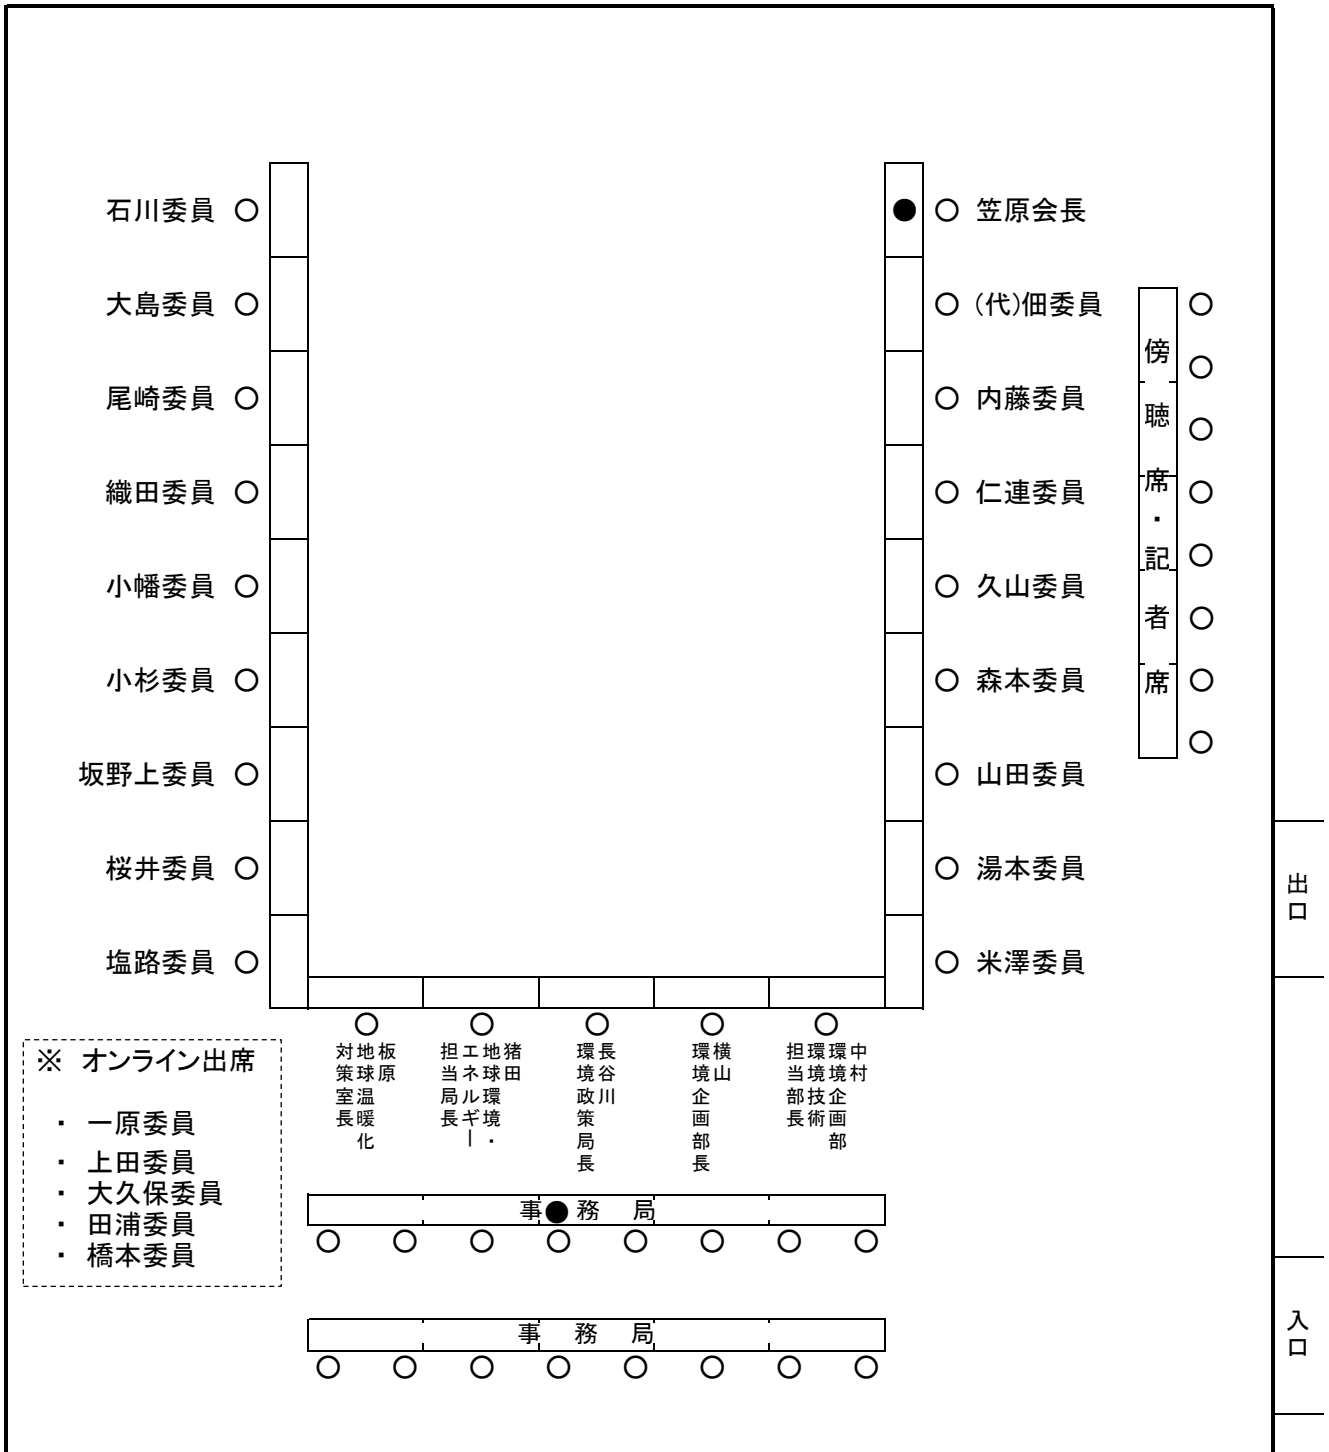 石川委員
大島委員
尾崎委員
織田委員
小幡委員
小杉委員
坂野上委員
桜井委員
塩路委員
笠原会長
(代)佃委員
内藤委員
仁連委員
久山委員
森本委員
山田委員
湯本委員
米澤委員
傍聴席・記者席
出口
入口
板原
地球温暖化
対策室長
猪田
地球環境・
エネルギー
担当局長
長谷川
環境政策局長
横山
環境企画部長
中村
環境企画部
環境技術
担当部長
※ オンライン出席
・ 一原委員
・ 上田委員
・ 大久保委員
・ 田浦委員
・ 橋本委員
事 務 局
事 務 局